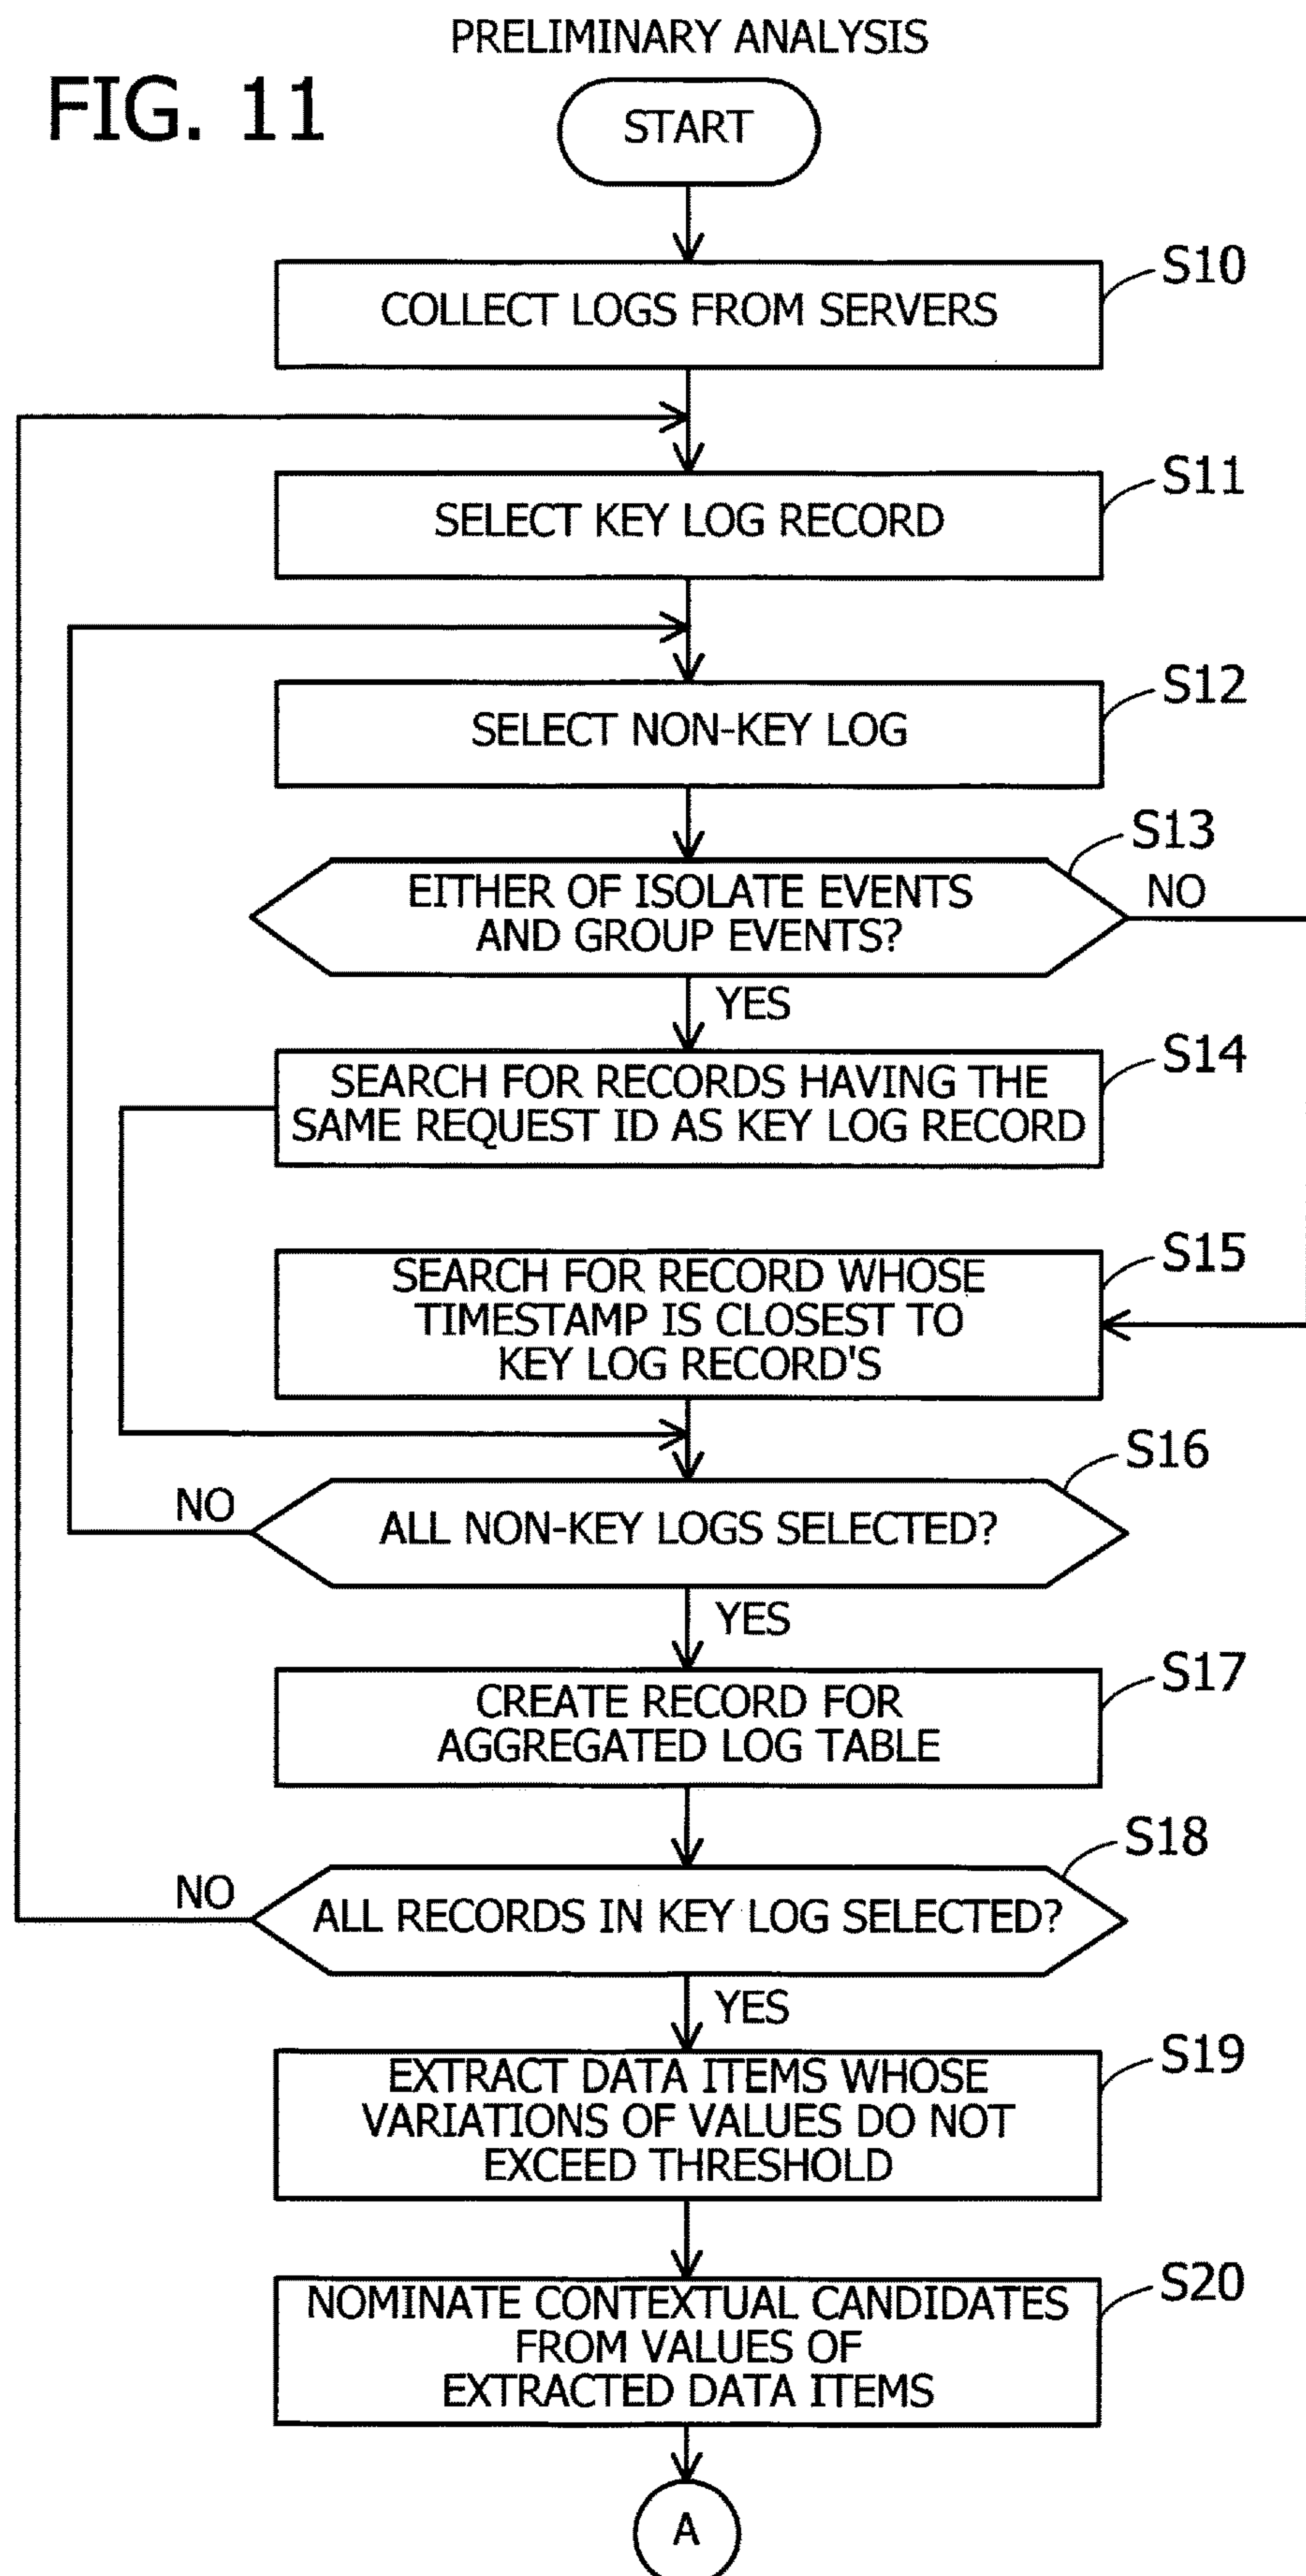 PRELIMINARY ANALYSIS
FIG. 11
START
S10
COLLECT LOGS FROM SERVERS
S11
SELECT KEY LOG RECORD
S12
SELECT NON-KEY LOG
S13
EITHER OF ISOLATE EVENTS
AND GROUP EVENTS?
NO
YES
S14
SEARCH FOR RECORDS HAVING THE
SAME REQUEST ID AS KEY LOG RECORD
S15
SEARCH FOR RECORD WHOSE
TIMESTAMP IS CLOSEST TO
KEY LOG RECORD'S
S16
NO
ALL NON-KEY LOGS SELECTED?
YES
S17
CREATE RECORD FOR
AGGREGATED LOG TABLE
S18
NO
ALL RECORDS IN KEY LOG SELECTED?
YES
S19
EXTRACT DATA ITEMS WHOSE
VARIATIONS OF VALUES DO NOT
EXCEED THRESHOLD
S20
NOMINATE CONTEXTUAL CANDIDATES
FROM VALUES OF
EXTRACTED DATA ITEMS
A